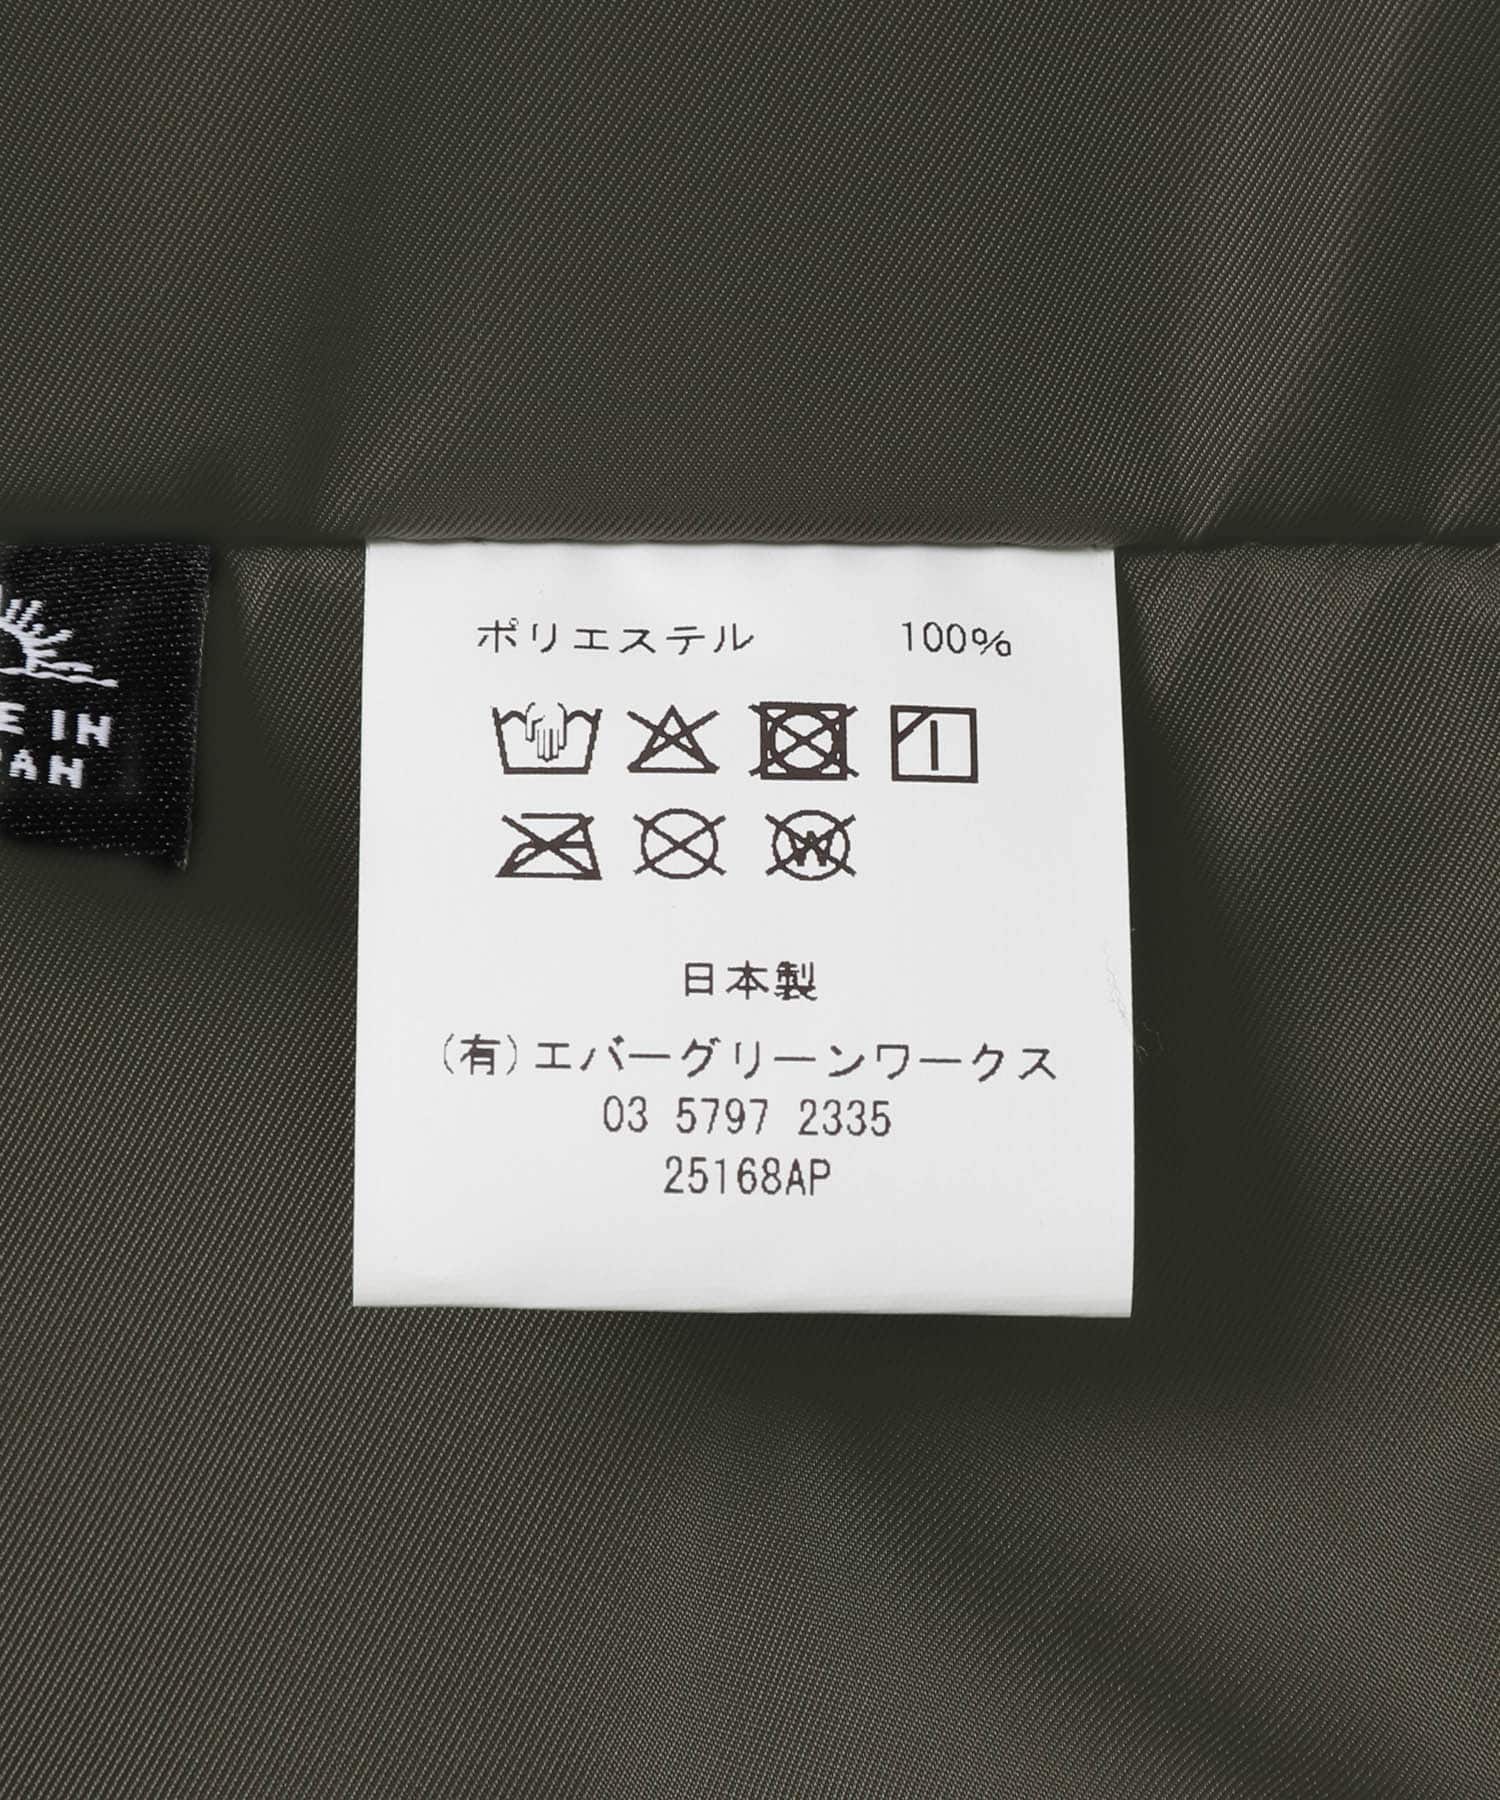 ポリエステル 100%
W
日本製
(有)エバーグリーンワークス
03 5797 2335
25168AP
E IN
PAN